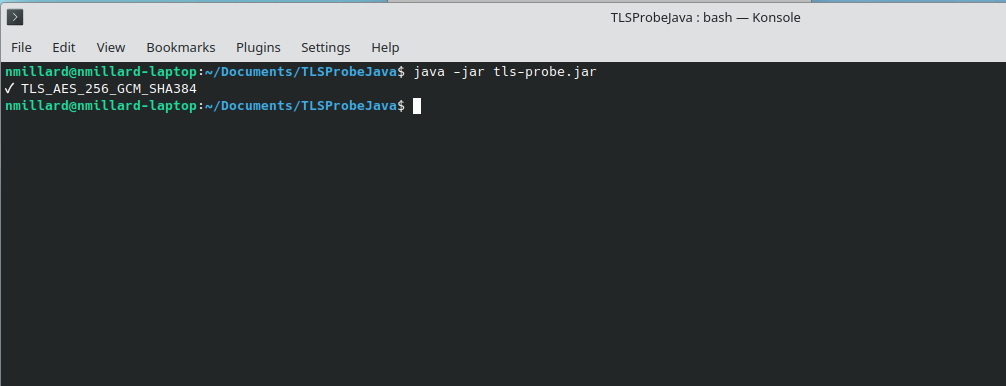 TLSProbeJava : bash — Konsole
File Edit View Bookmarks Plugins Settings Help
nmillard@nmillard-laptop:~/Documents/TLSProbeJava$ java -jar tls-probe.jar
✓ TLS_AES_256_GCM_SHA384
nmillard@nmillard-laptop:~/Documents/TLSProbeJava$